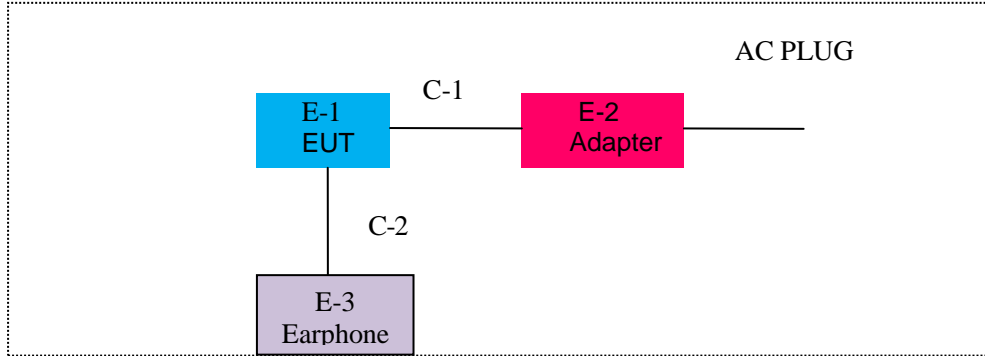 AC PLUG
C-1
E-1
EUT
E-2
Adapter
C-2
E-3
Earphone